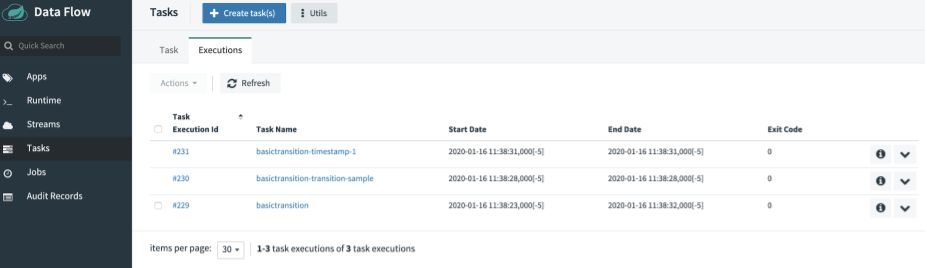 Data Flow
Quick Search
Apps
Runtime
Streams
Tasks
Jobs
Audit Records
Tasks
Create task(s)
Utils
Task
Executions
Actions
Refresh
Task Execution Id
Task Name
Start Date
End Date
Exit Code
#231 basictransition-timestamp-1 2020-01-16 11:38:31,000[-5] 2020-01-16 11:38:31,000[-5] 0
#230 basictransition-transition-sample 2020-01-16 11:38:28,000[-5] 2020-01-16 11:38:28,000[-5] 0
#229 basictransition 2020-01-16 11:38:23,000[-5] 2020-01-16 11:38:32,000[-5] 0
items per page: 30 1-3 task executions of 3 task executions